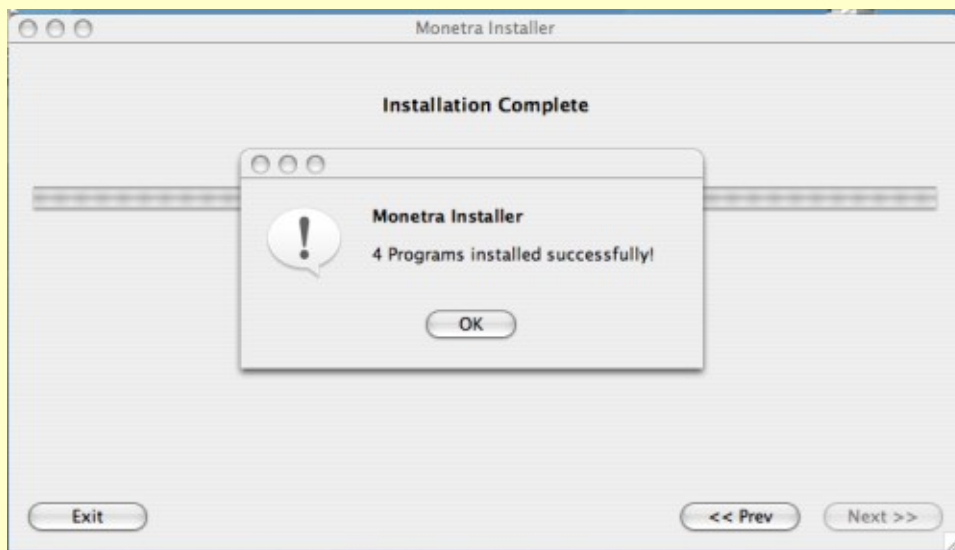 Monetra Installer
Installation Complete
Monetra Installer
4 Programs installed successfully!
OK
Exit
<< Prev
Next >>